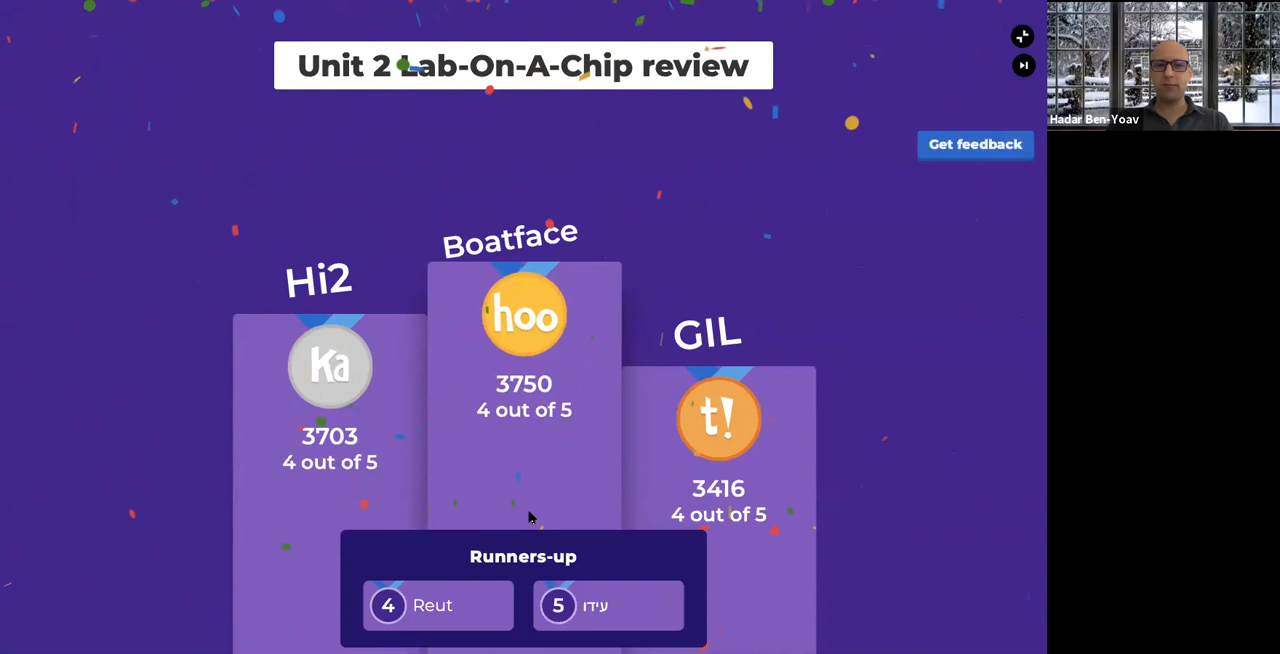 Unit 2 Lab-On-A-Chip review
Hadar Ben-Yoav
Get feedback
Boatface
hoo
3750
4 out of 5
Hi2
Ka
3703
4 out of 5
GIL
t!
3416
4 out of 5
Runners-up
4 Reut
5 עידו